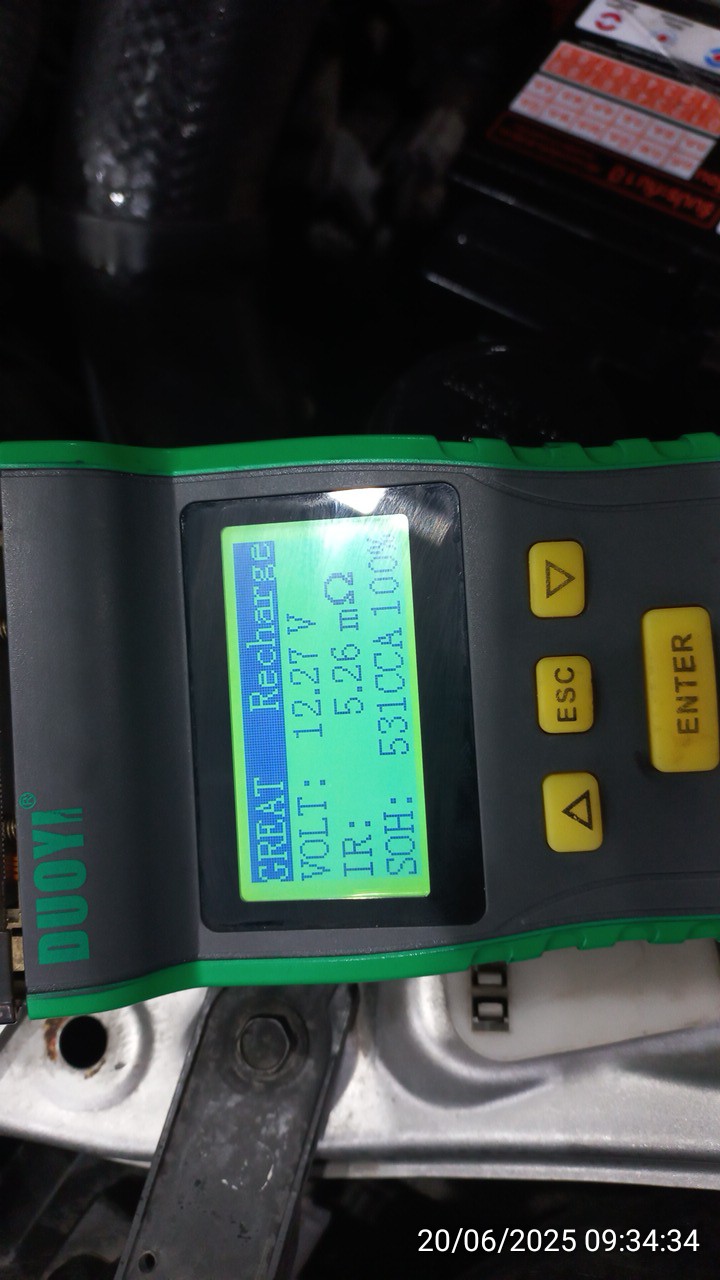 DUOYI®
GREAT Recharge
VOLT: 12.27 V
IR: 5.26 mΩ
SOH: 531CCA 100%
ESC
ENTER
20/06/2025 09:34:34